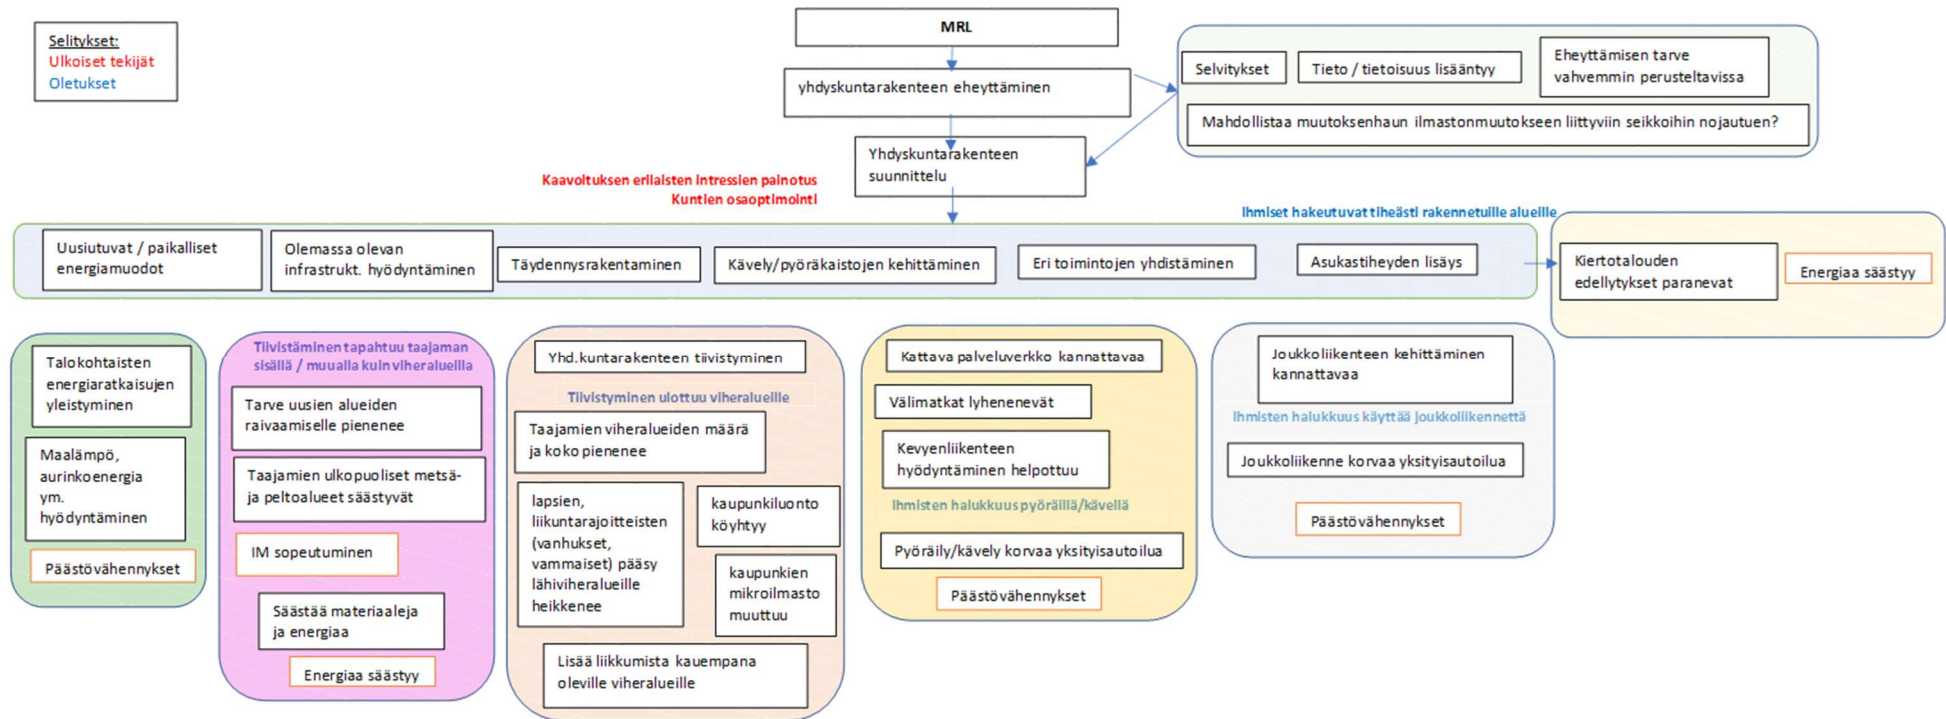 Selitykset:
Ulkoiset tekijät
Oletukset
MRL
yhdyskuntarakenteen eheyttäminen
Yhdyskuntarakenteen
suunnittelu
Selvitykset
Tieto / tietoisuus lisääntyy
Eheyttämisen tarve
vahvemmin perusteltavissa
Mahdollistaa muutoksenhaun ilmastonmuutokseen liittyviin seikkoihin nojautuen?
Kaavoituksen erilaisten intressien painotus
Kuntien osaoptimointi
Ihmiset hakeutuvat tiheästi rakennetuille alueille
Uusiutuvat / paikalliset
energiamuodot
Olemassa olevan
infrastrukt. hyödyntäminen
Täydennysrakentaminen
Kävely/pyöräkaistojen kehittäminen
Eri toimintojen yhdistäminen
Asukastiheyden lisäys
Kiertotalouden
edellytykset paranevat
Energiaa säästyy
Talokohtaisten
energiaratkaisujen
yleistyminen
Maalämpö,
aurinkoenergia
ym.
hyödyntäminen
Päästövähennykset
Tiivistäminen tapahtuu taajaman
sisällä / muualla kuin viheralueilla
Tarve uusien alueiden
raivaamiselle pienenee
Taajamien ulkopuoliset metsä-
ja peltoalueet säästyvät
IM sopeutuminen
Säästää materiaaleja
ja energiaa
Energiaa säästyy
Yhd.kuntarakenteen tiivistyminen
Tiivistyminen ulottuu viheralueille
Taajamien viheralueiden määrä
ja koko pienenee
lapsien,
liikuntarajoitteisten
(vanhukset,
vammaiset) pääsy
lähiviheralueille
heikkenee
kaupunkiluonto
köyhtyy
kaupunkien
mikroilmasto
muuttuu
Lisää liikkumista kauempana
oleville viheralueille
Kattava palveluverkko kannattavaa
Välimatkat lyhenenevät
Kevyenliikenteen
hyödyntäminen helpottuu
Ihmisten halukkuus pyöräillä/kävellä
Pyöräily/kävely korvaa yksityisautoilua
Päästövähennykset
Joukkoliikenteen kehittäminen
kannattavaa
Ihmisten halukkuus käyttää joukkoliikennettä
Joukkoliikenne korvaa yksityisautoilua
Päästövähennykset